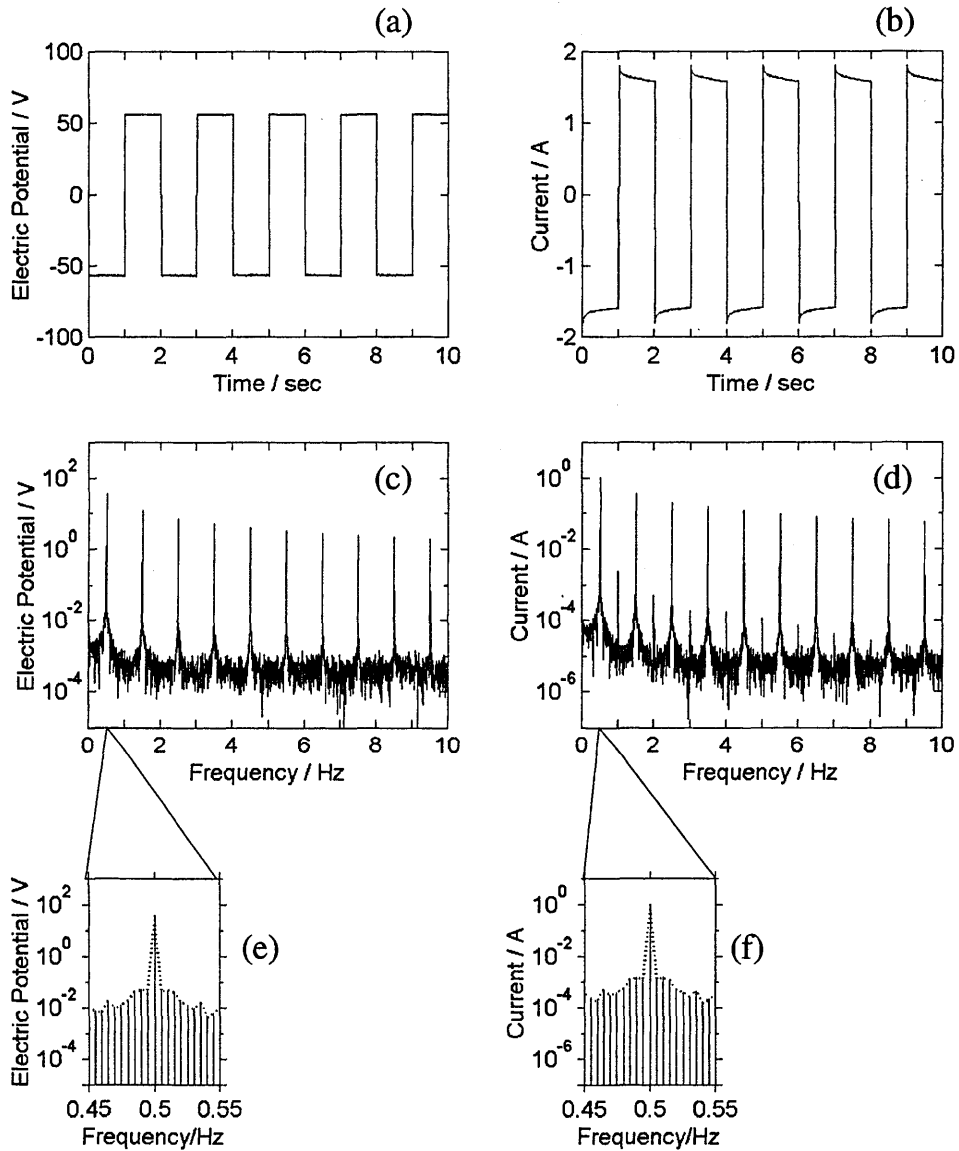 (a)
100
50
0
-50
-100
Electric Potential / V
0 2 4 6 8 10
Time / sec
(b)
2
1
0
-1
-2
Current / A
0 2 4 6 8 10
Time / sec
(c)
10^2
10^0
10^-2
10^-4
Electric Potential / V
0 2 4 6 8 10
Frequency / Hz
(d)
10^0
10^-2
10^-4
10^-6
Current / A
0 2 4 6 8 10
Frequency / Hz
(e)
10^2
10^0
10^-2
10^-4
Electric Potential / V
0.45 0.5 0.55
Frequency/Hz
(f)
10^0
10^-2
10^-4
10^-6
Current / A
0.45 0.5 0.55
Frequency/Hz